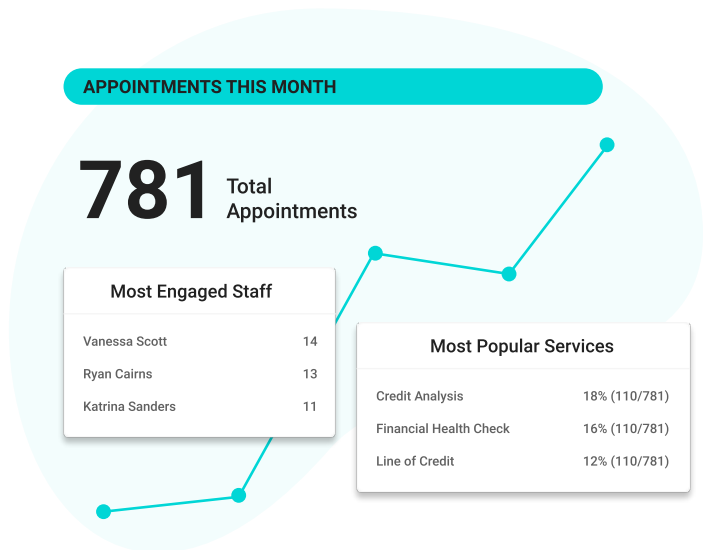 APPOINTMENTS THIS MONTH
781
Total
Appointments
Most Engaged Staff
Vanessa Scott 14
Ryan Cairns 13
Katrina Sanders 11
Most Popular Services
Credit Analysis 18% (110/781)
Financial Health Check 16% (110/781)
Line of Credit 12% (110/781)